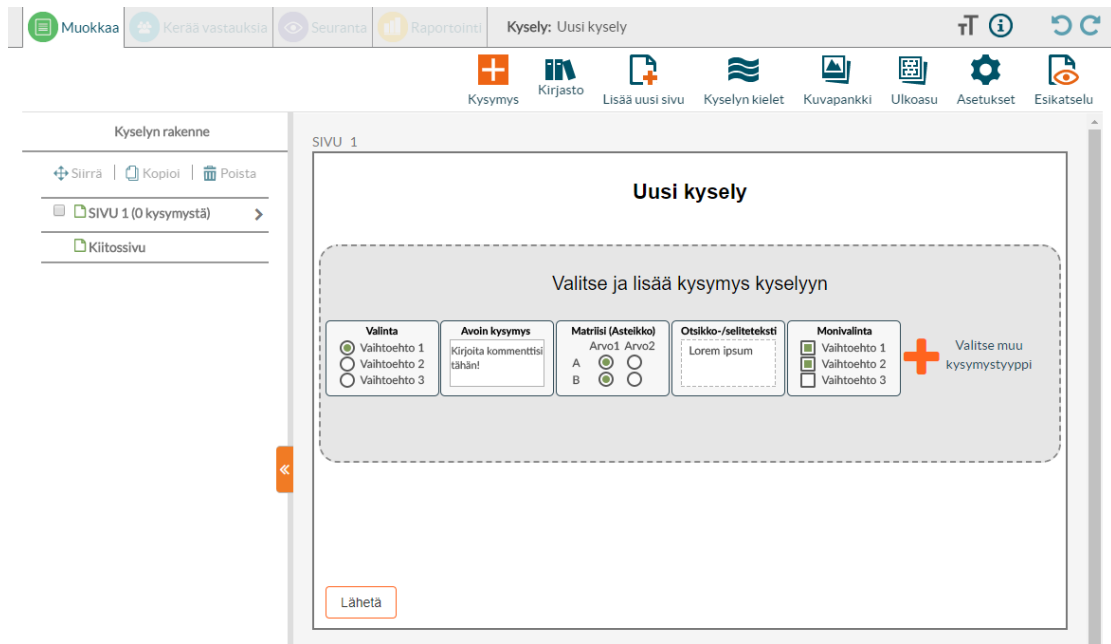 Muokkaa
Kerää vastauksia
Seuranta
Raportointi
Kysely: Uusi kysely
Kysymys
Kirjasto
Lisää uusi sivu
Kyselyn kielet
Kuvapankki
Ulkoasu
Asetukset
Esikatselu
Kyselyn rakenne
Siirrä
Kopioi
Poista
SIVU 1 (0 kysymystä)
Kiitossivu
SIVU 1
Uusi kysely
Valitse ja lisää kysymys kyselyyn
Valinta
Vaihtoehto 1
Vaihtoehto 2
Vaihtoehto 3
Avoin kysymys
Kirjoita kommenttisi
tähän!
Matriisi (Asteikko)
Arvo1 Arvo2
A
B
Otsikko-/seliteteksti
Lorem ipsum
Monivalinta
Vaihtoehto 1
Vaihtoehto 2
Vaihtoehto 3
Valitse muu
kysymystyyppi
Lähetä